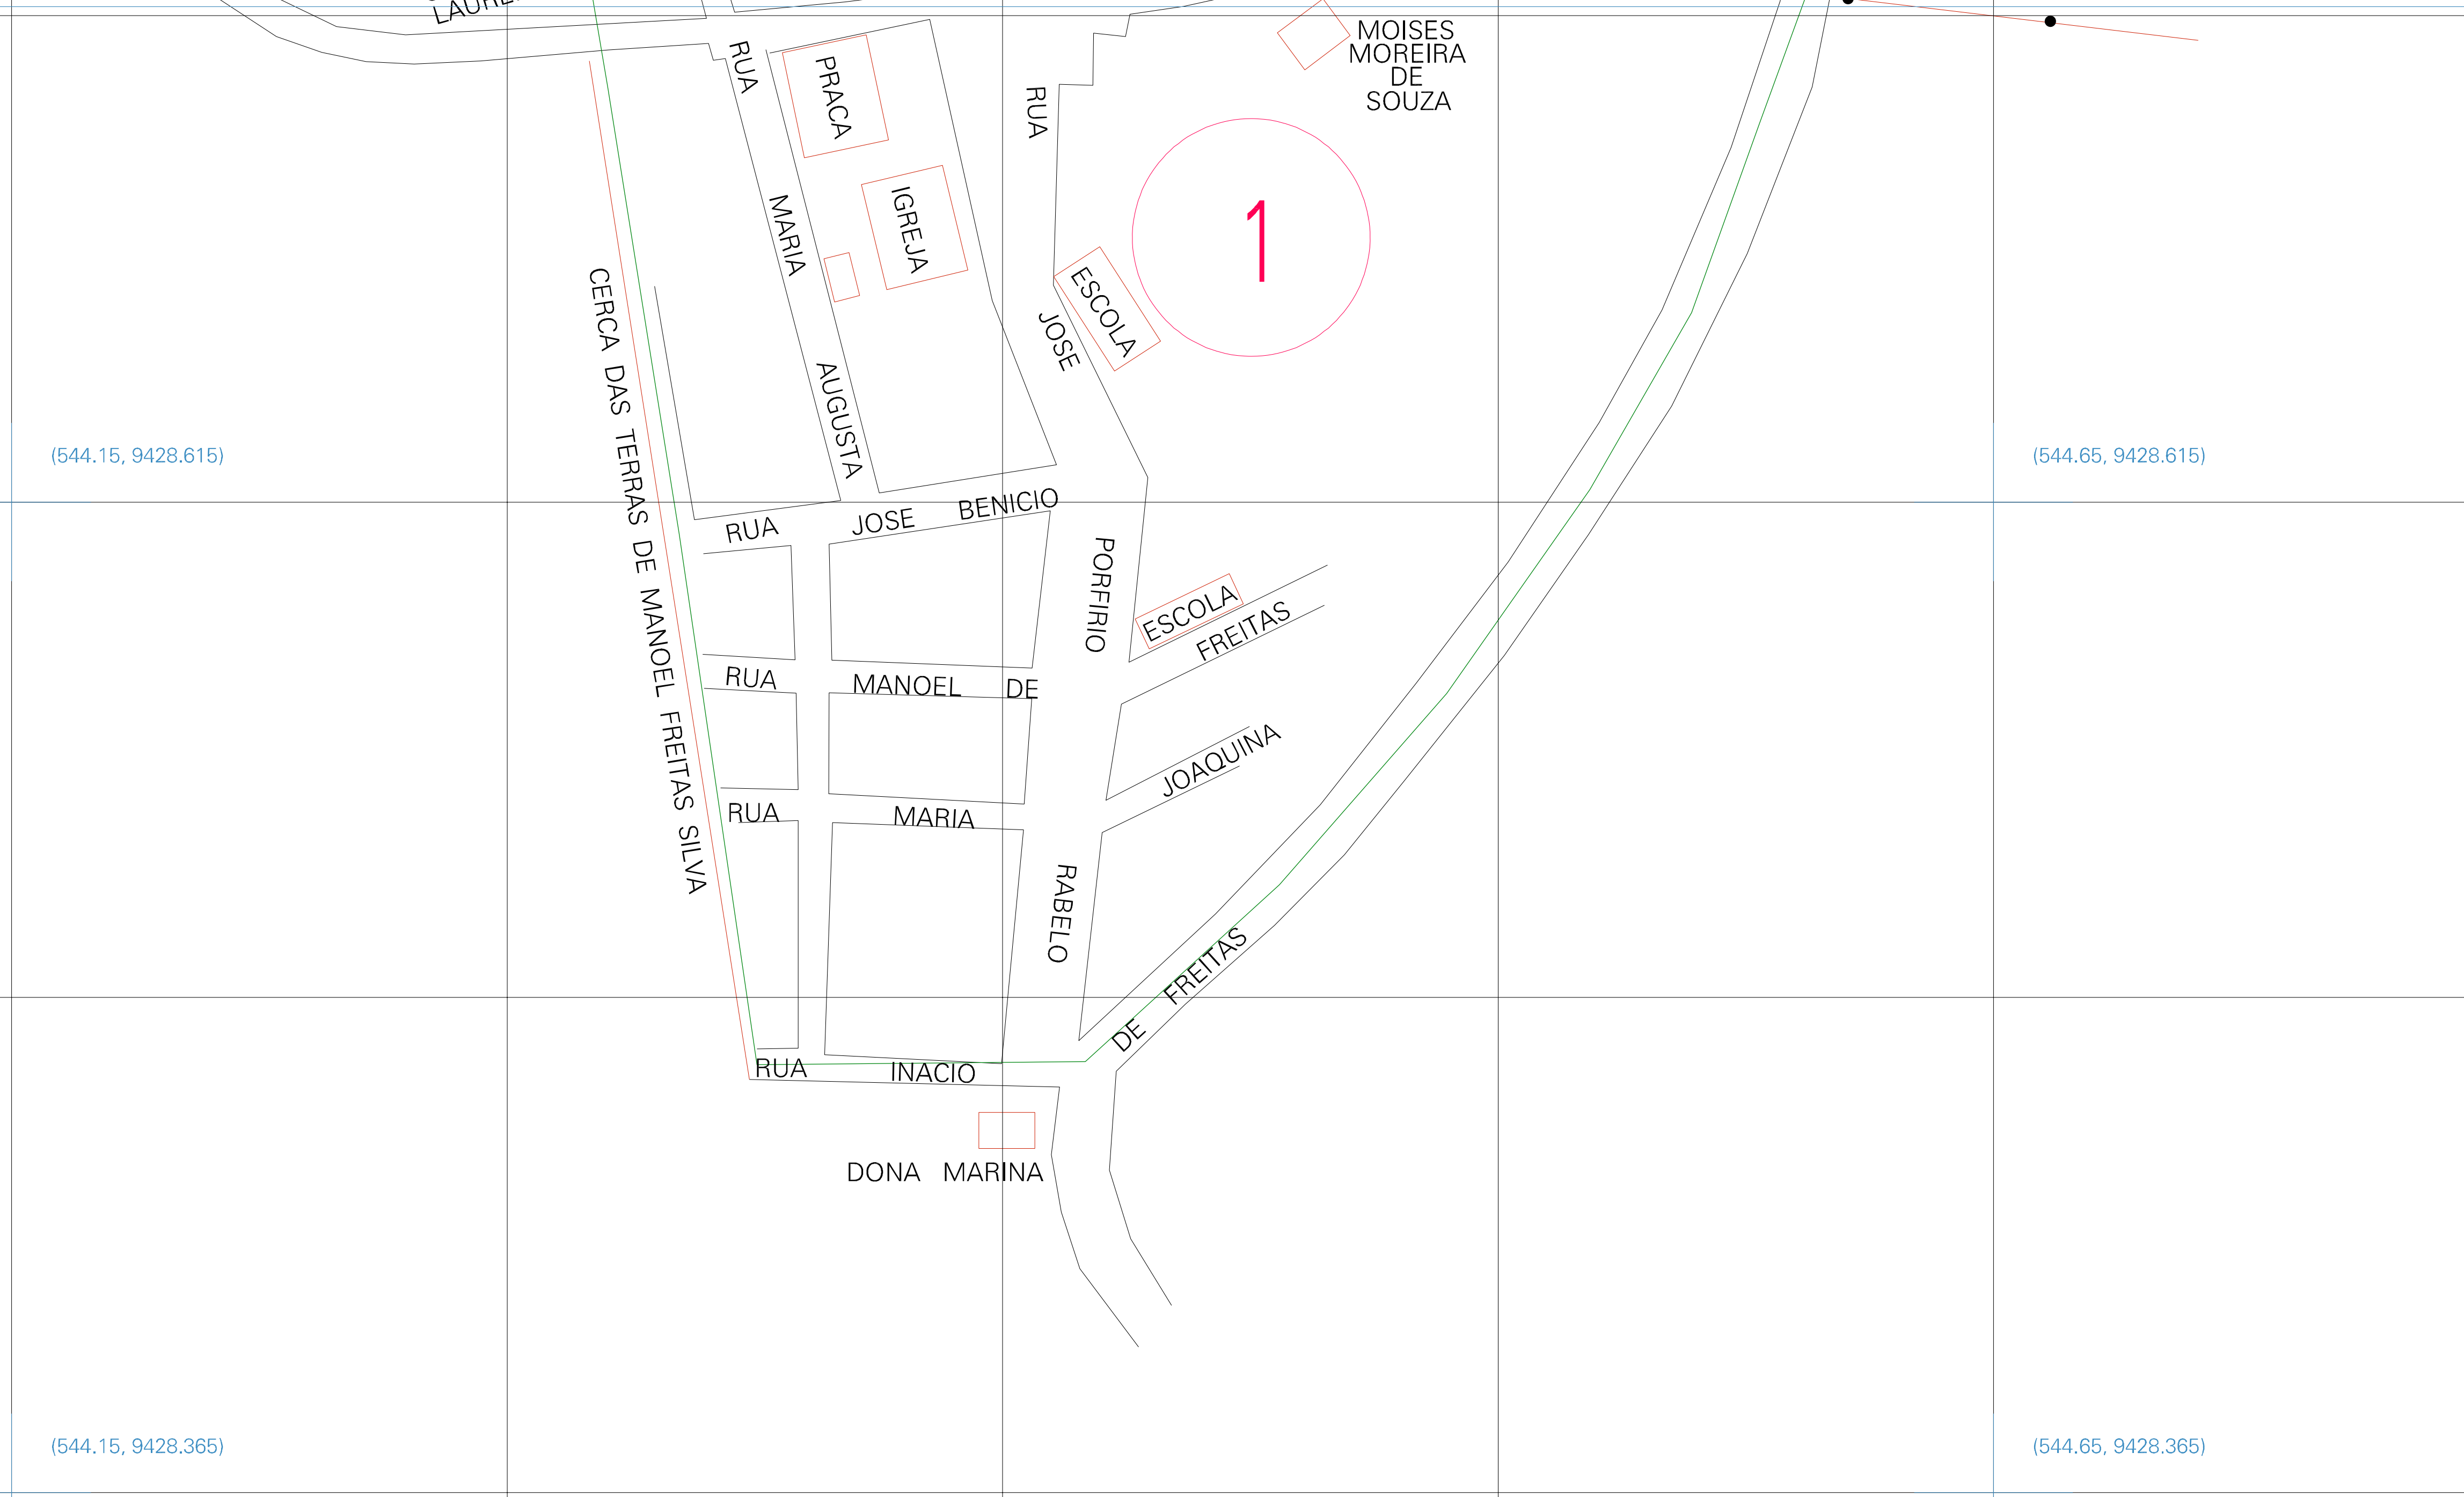 MOISES
MOREIRA
DE
SOUZA
RUA MARIA AUGUSTA
PRACA
IGREJA
RUA JOSE PORFIRIO RABELO
1
ESCOLA
CERCA DAS TERRAS DE MANOEL FREITAS SILVA
(544.15, 9428.615)
(544.65, 9428.615)
RUA JOSE BENICIO
ESCOLA
RUA MANOEL DE FREITAS
RUA MARIA JOAQUINA
RUA INACIO DE FREITAS
DONA MARINA
(544.15, 9428.365)
(544.65, 9428.365)